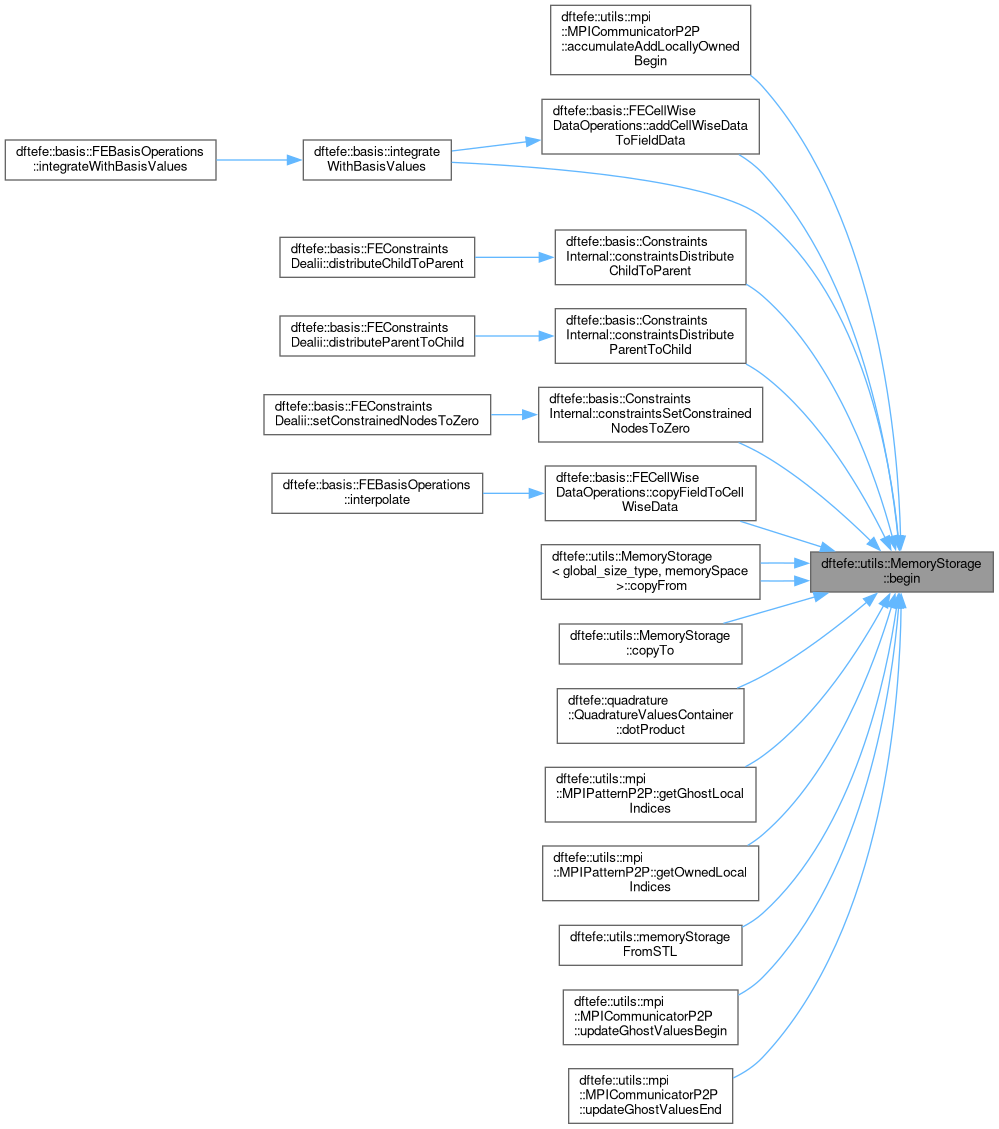 dftefe::utils::mpi
::MPICommunicatorP2P
::accumulateAddLocallyOwned
Begin
dftefe::basis::FECellWise
DataOperations::addCellWiseData
ToFieldData
dftefe::basis::FEBasisOperations
::integrateWithBasisValues
dftefe::basis::integrate
WithBasisValues
dftefe::basis::FEConstraints
Dealii::distributeChildToParent
dftefe::basis::Constraints
Internal::constraintsDistribute
ChildToParent
dftefe::basis::FEConstraints
Dealii::distributeParentToChild
dftefe::basis::Constraints
Internal::constraintsDistribute
ParentToChild
dftefe::basis::FEConstraints
Dealii::setConstrainedNodesToZero
dftefe::basis::Constraints
Internal::constraintsSetConstrained
NodesToZero
dftefe::basis::FEBasisOperations
::interpolate
dftefe::basis::FECellWise
DataOperations::copyFieldToCell
WiseData
dftefe::utils::MemoryStorage
< global_size_type, memorySpace
>::copyFrom
dftefe::utils::MemoryStorage
::begin
dftefe::utils::MemoryStorage
::copyTo
dftefe::quadrature
::QuadratureValuesContainer
::dotProduct
dftefe::utils::mpi
::MPIPatternP2P::getGhostLocal
Indices
dftefe::utils::mpi
::MPIPatternP2P::getOwnedLocal
Indices
dftefe::utils::memoryStorage
FromSTL
dftefe::utils::mpi
::MPICommunicatorP2P
::updateGhostValuesBegin
dftefe::utils::mpi
::MPICommunicatorP2P
::updateGhostValuesEnd